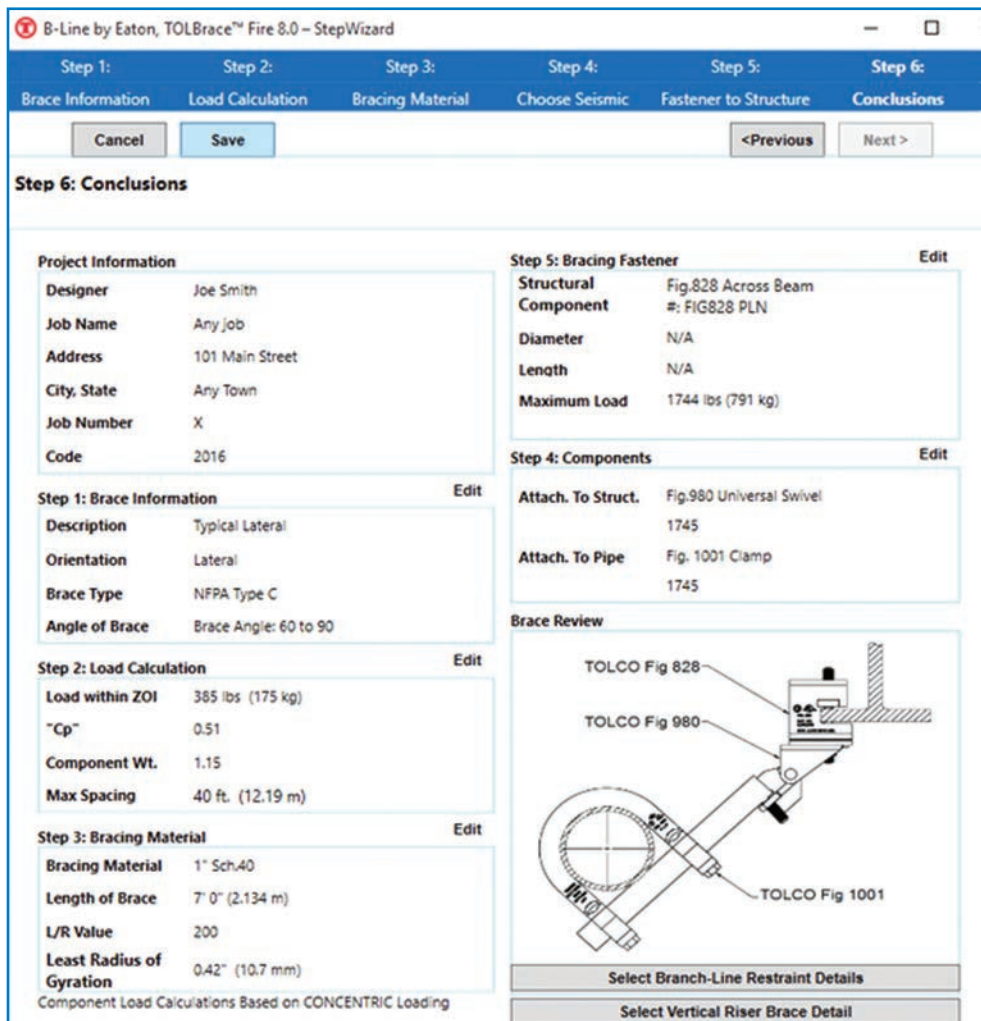 B-Line by Eaton, TOLBrace™ Fire 8.0 – StepWizard
Step 1: Brace Information
Step 2: Load Calculation
Step 3: Bracing Material
Step 4: Choose Seismic
Step 5: Fastener to Structure
Step 6: Conclusions
Cancel
Save
<Previous
Next >
Step 6: Conclusions
Project Information
Designer Joe Smith
Job Name Any job
Address 101 Main Street
City, State Any Town
Job Number X
Code 2016
Step 1: Brace Information Edit
Description Typical Lateral
Orientation Lateral
Brace Type NFPA Type C
Angle of Brace Brace Angle: 60 to 90
Step 2: Load Calculation Edit
Load within ZOI 385 lbs (175 kg)
"Cp" 0.51
Component Wt. 1.15
Max Spacing 40 ft. (12.19 m)
Step 3: Bracing Material Edit
Bracing Material 1" Sch.40
Length of Brace 7' 0" (2.134 m)
L/R Value 200
Least Radius of
Gyration 0.42" (10.7 mm)
Component Load Calculations Based on CONCENTRIC Loading
Step 5: Bracing Fastener Edit
Structural Fig.828 Across Beam
Component #: FIG828 PLN
Diameter N/A
Length N/A
Maximum Load 1744 lbs (791 kg)
Step 4: Components Edit
Attach. To Struct. Fig.980 Universal Swivel
1745
Attach. To Pipe Fig. 1001 Clamp
1745
Brace Review
TOLCO Fig 828
TOLCO Fig 980
TOLCO Fig 1001
Select Branch-Line Restraint Details
Select Vertical Riser Brace Detail